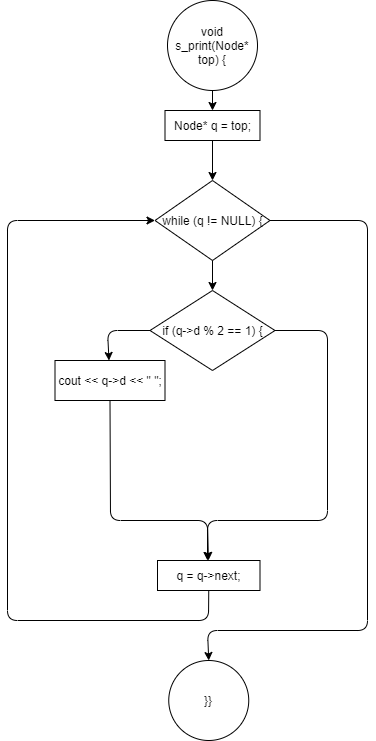 void
s_print(Node*
top) {
Node* q = top;
while (q != NULL) {
if (q->d % 2 == 1) {
cout << q->d << " ";
q = q->next;
}}